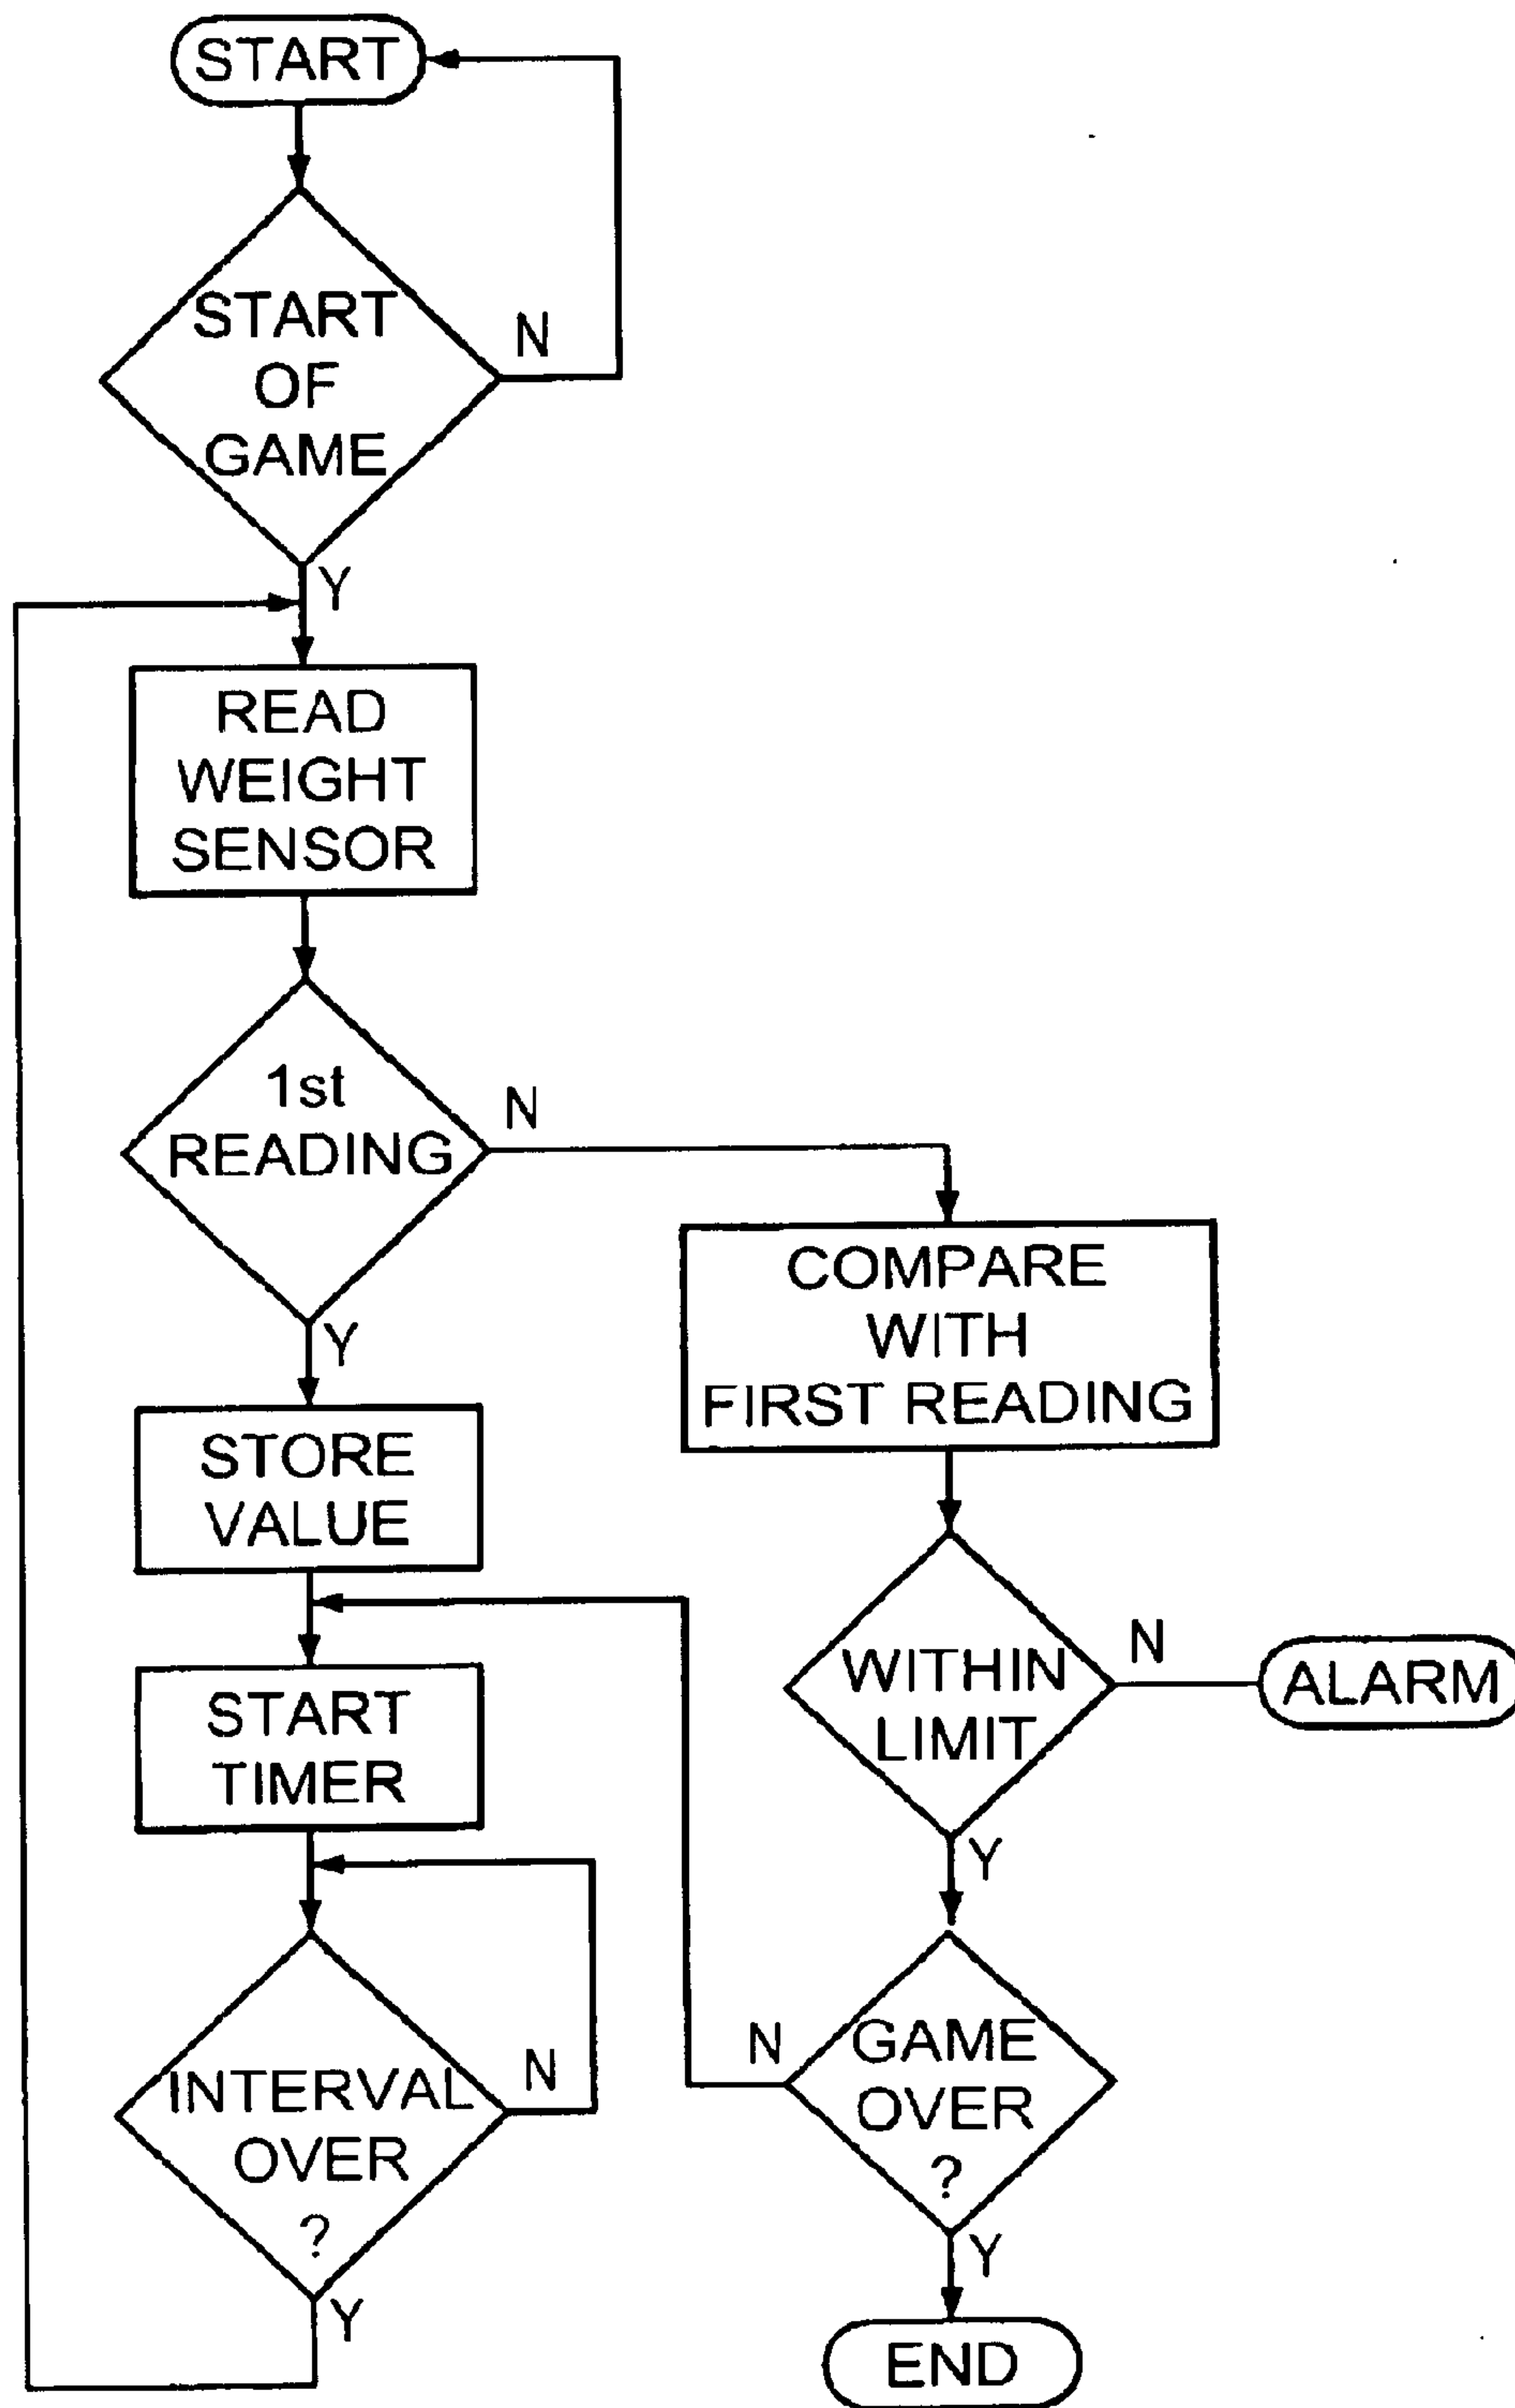 START
START
OF
GAME
N
Y
READ
WEIGHT
SENSOR
1st
READING
N
Y
COMPARE
WITH
FIRST READING
STORE
VALUE
WITHIN
LIMIT
N
ALARM
Y
START
TIMER
INTERVAL
OVER
?
N
Y
GAME
OVER
?
N
Y
END